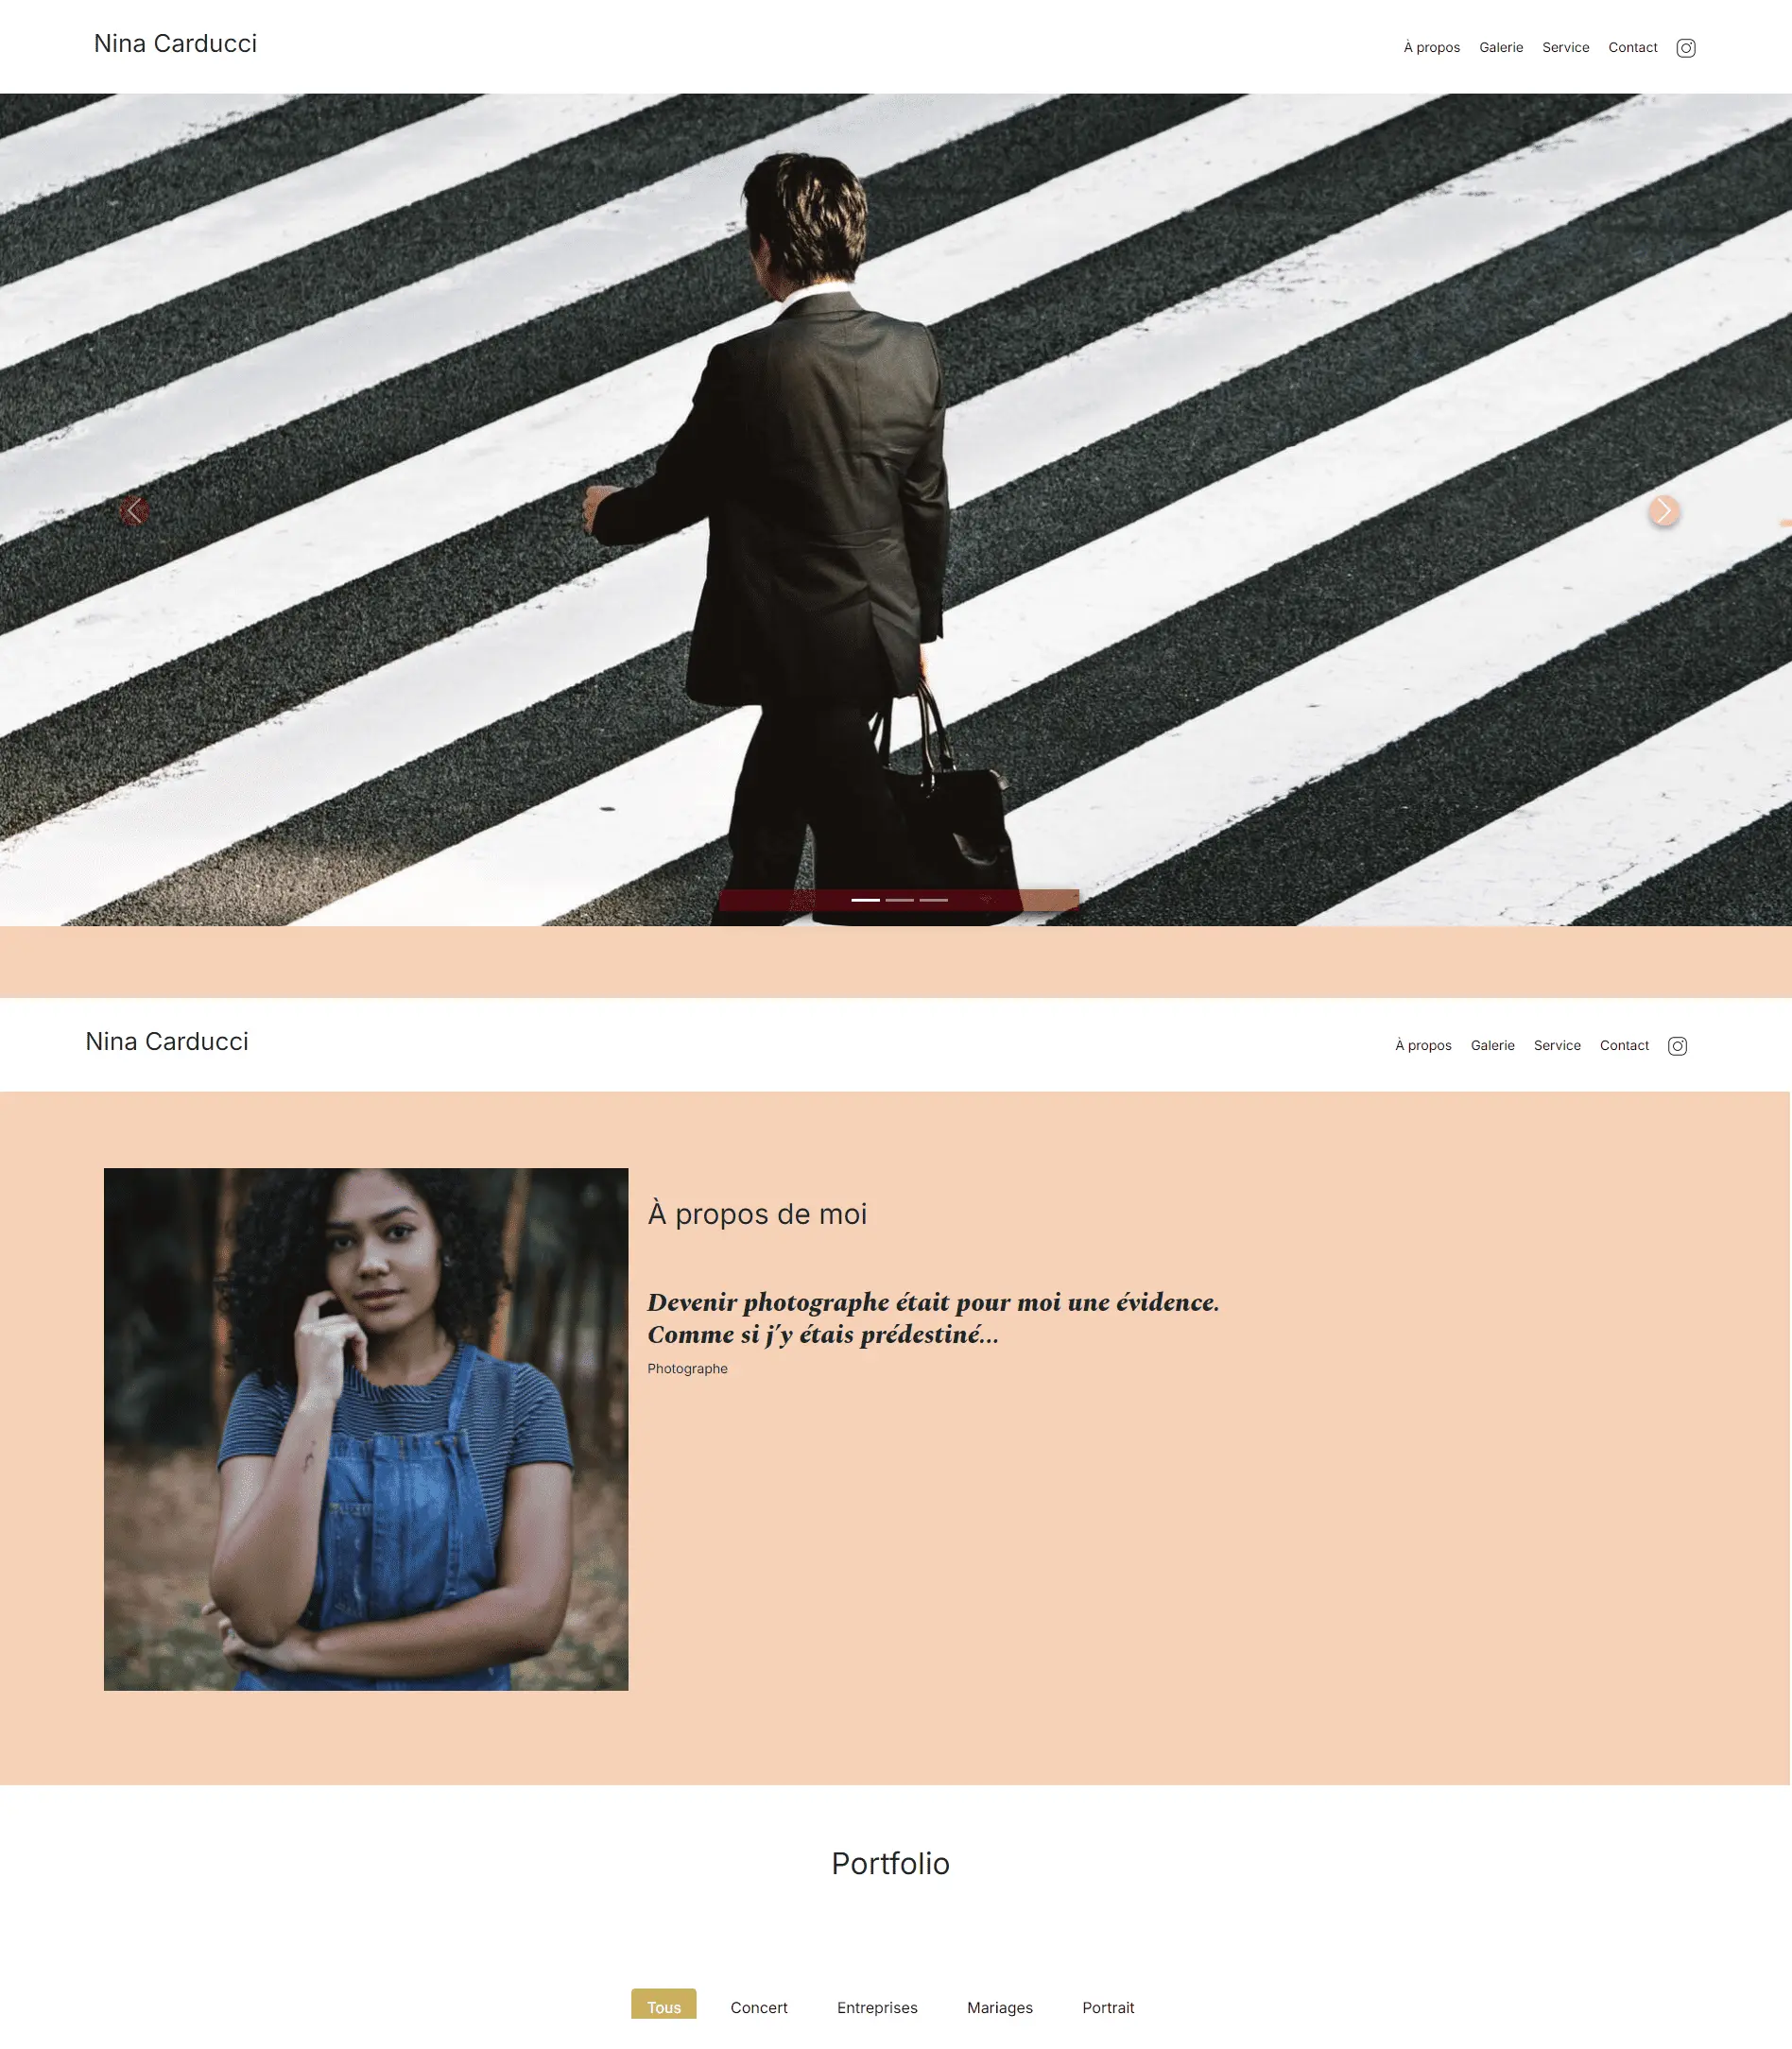 Nina Carducci
À propos Galerie Service Contact
Nina Carducci
À propos Galerie Service Contact
À propos de moi
Devenir photographe était pour moi une évidence.
Comme si j'y étais prédestiné...
Photographe
Portfolio
Tous Concert Entreprises Mariages Portrait